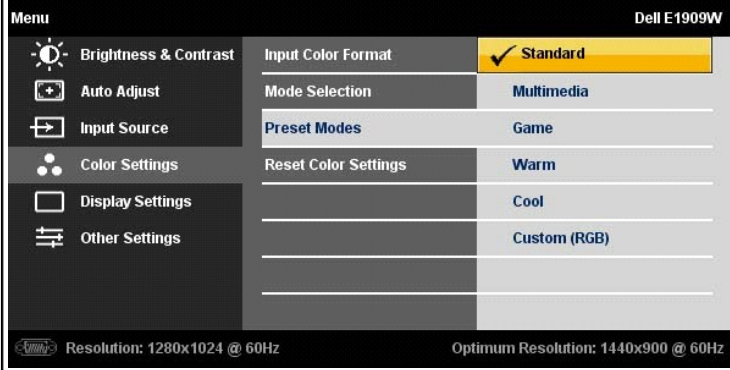 Menu Dell E1909W
Brightness & Contrast Input Color Format Standard
Auto Adjust Mode Selection Multimedia
Input Source Preset Modes Game
Color Settings Reset Color Settings Warm
Display Settings Cool
Other Settings Custom (RGB)
Resolution: 1280x1024 @ 60Hz Optimum Resolution: 1440x900 @ 60Hz